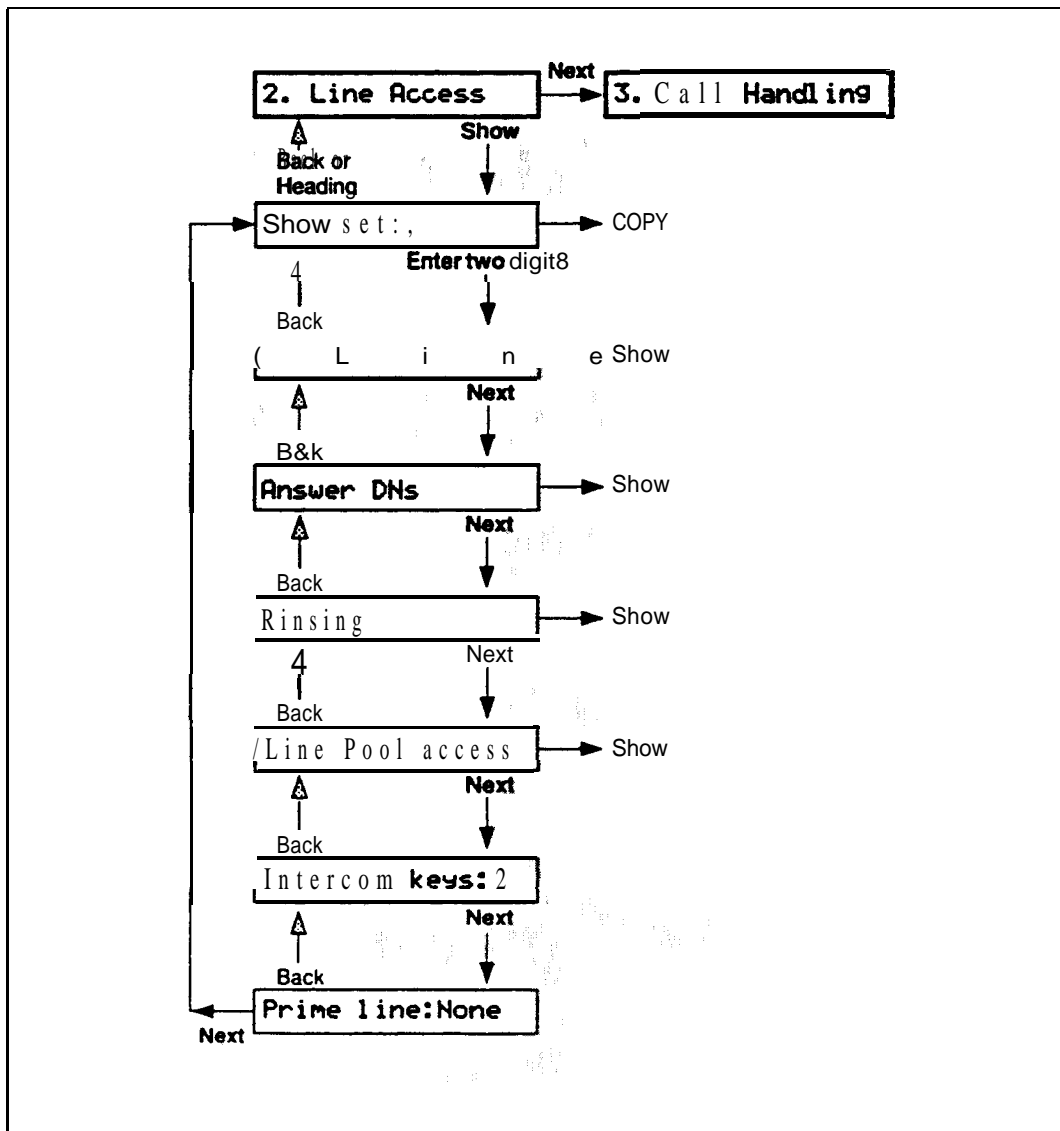 Next
2. Line Access
3. Call Handling
Show
Back or
Heading
Show set:,
COPY
Enter two digit8
4
Back
( L i n e Show
Next
B&k
Answer DNs
Show
Next
Back
Rinsing
Show
4
Next
Back
/Line Pool access
Show
Next
Back
Intercom keys:2
Next
Back
Prime line:None
Next